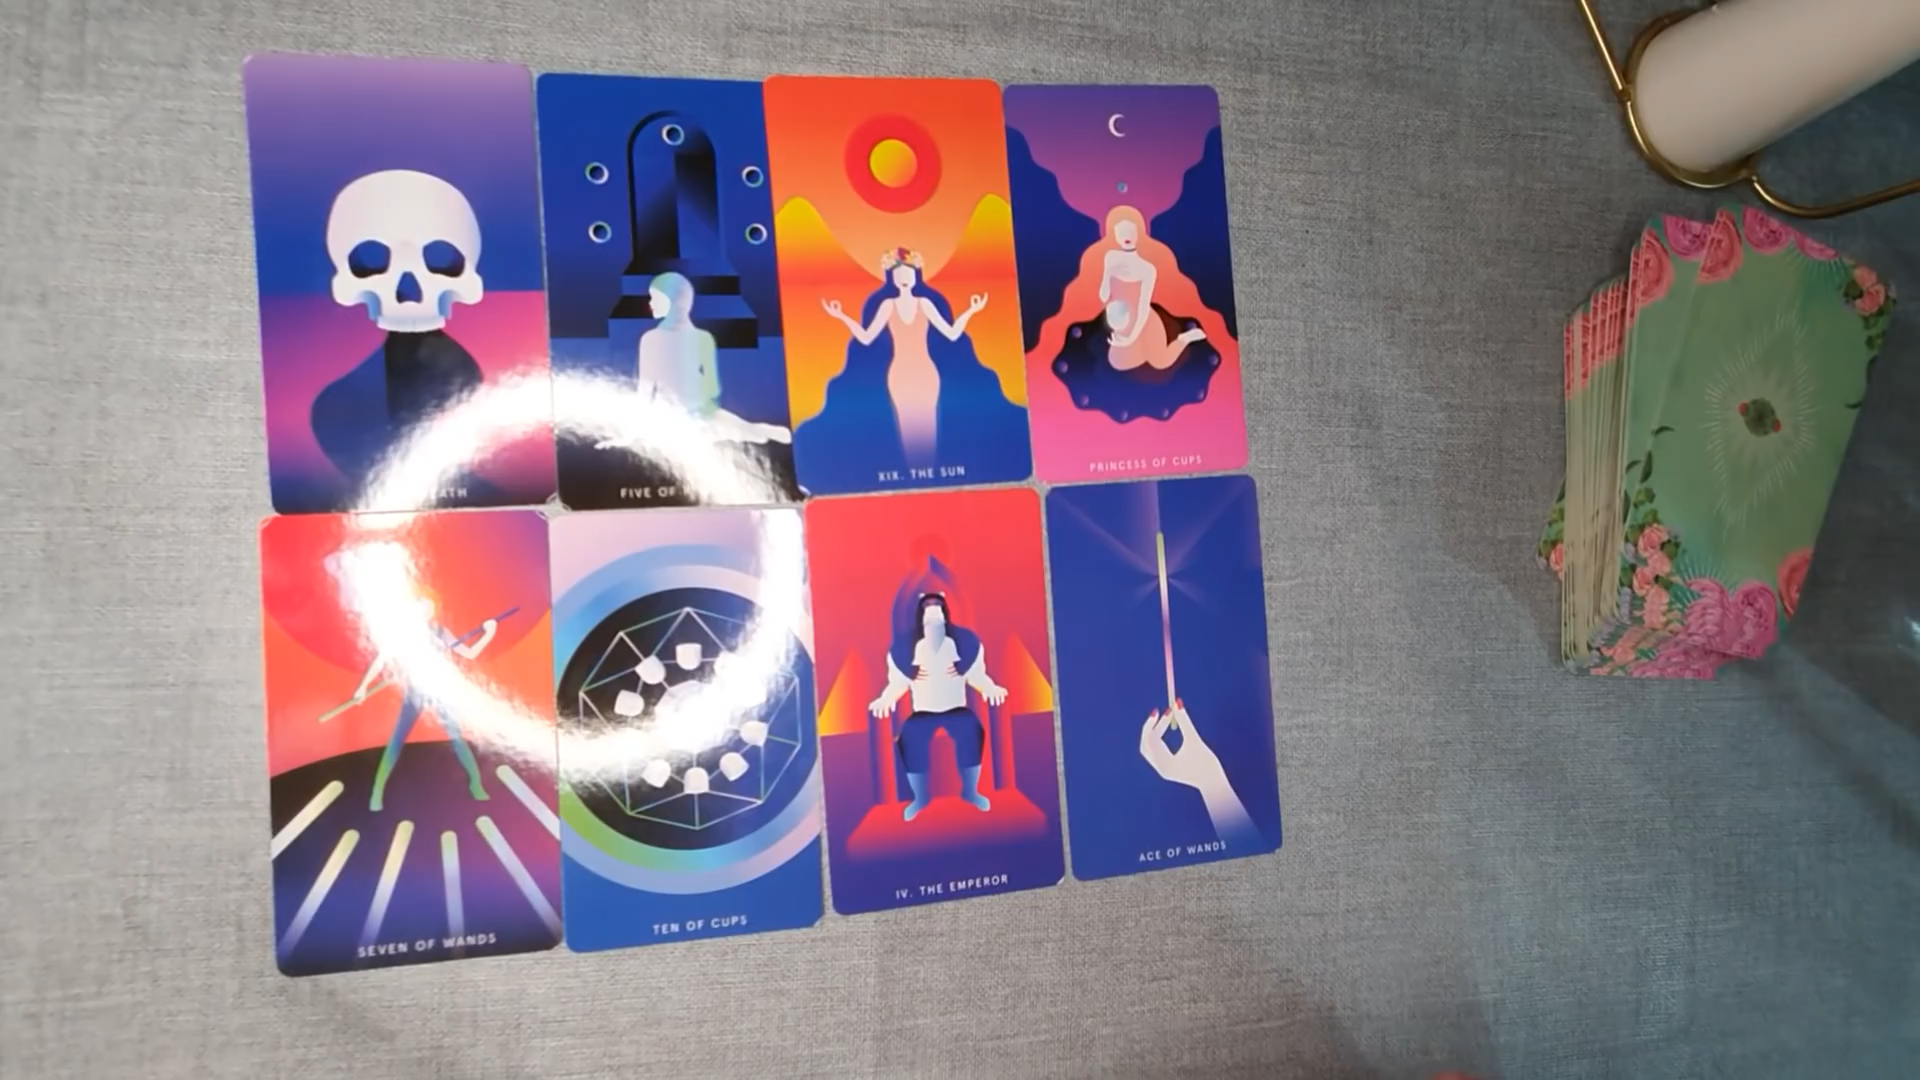 FIVE OF
XIX. THE SUN
PRINCESS OF CUPS
SEVEN OF WANDS
TEN OF CUPS
IV. THE EMPEROR
ACE OF WANDS